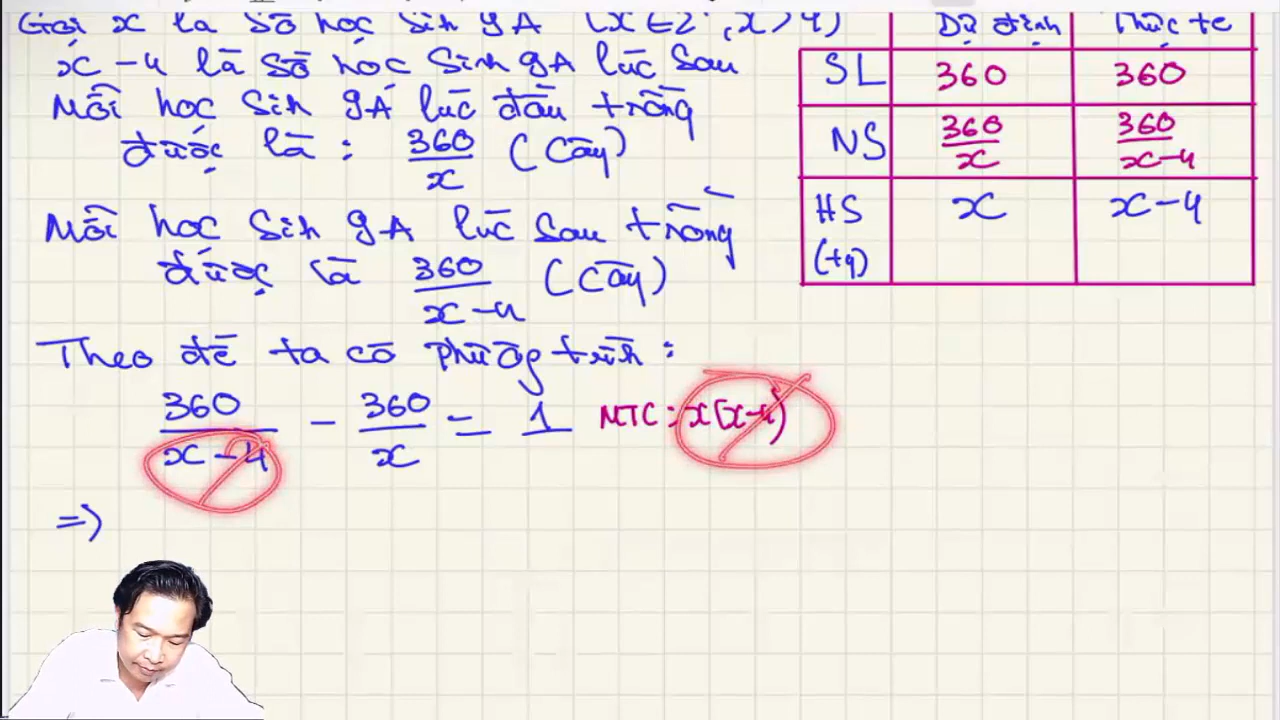 Gọi x là số học sinh 9A (x∈Z⁺, x>4)
x-4 là số học sinh 9A lúc sau
Mỗi học sinh 9A lúc đầu trồng
được là: 360/x (cây)
Mỗi học sinh 9A lúc sau trồng
được là 360/x-4 (cây)
Theo đề ta có phương trình:
360/x-4 - 360/x = 1 MTC: x(x-4)
=>
Dự định Thực tế
SL 360 360
NS 360/x 360/x-4
HS x x-4